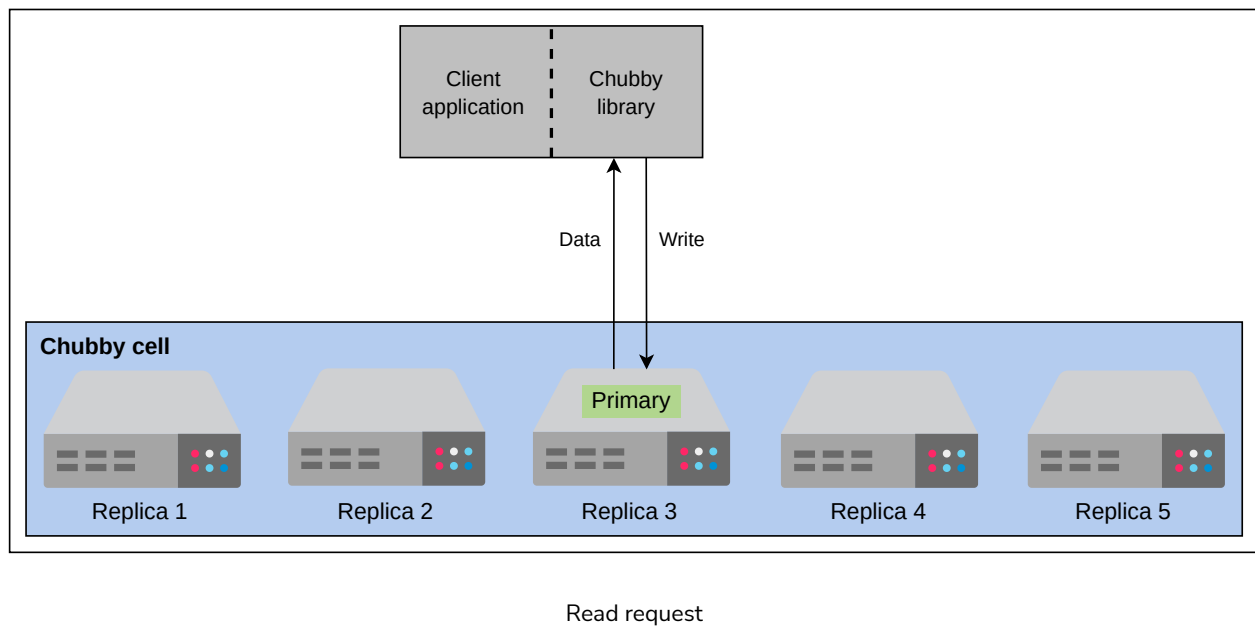 Client
application
Chubby
library
Data
Write
Chubby cell
Primary
Replica 1
Replica 2
Replica 3
Replica 4
Replica 5
Read request